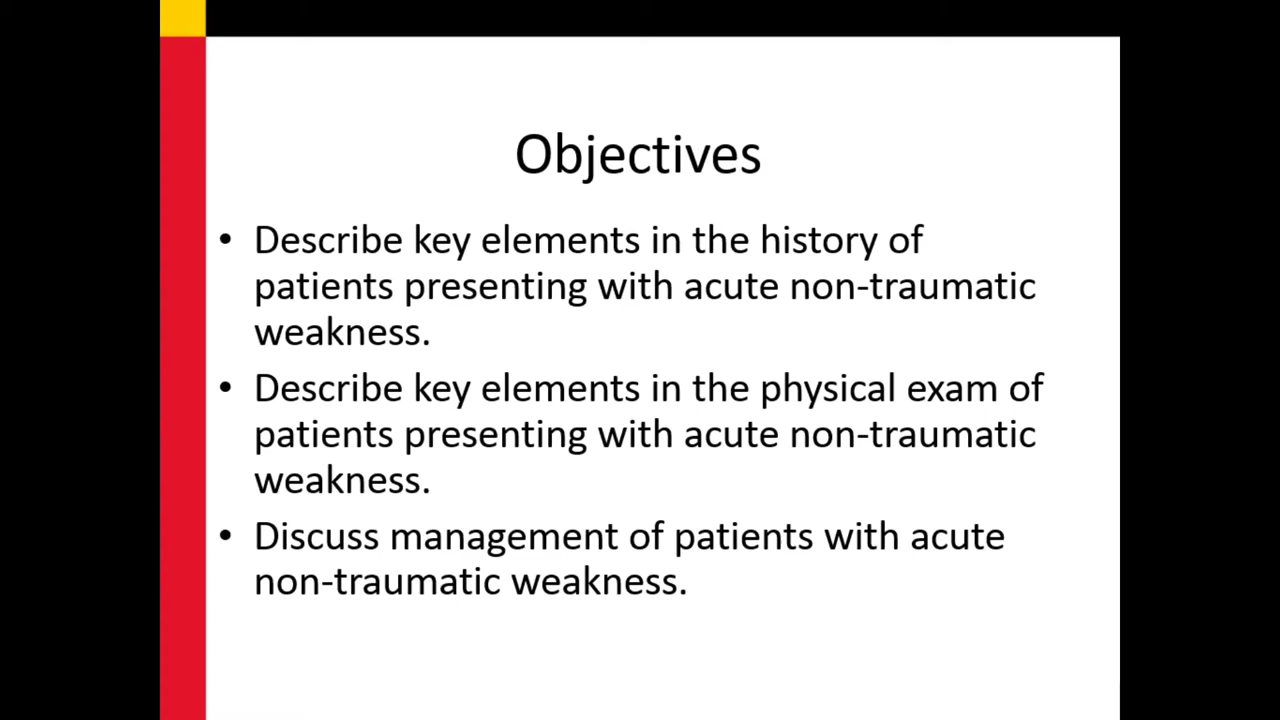 Objectives
• Describe key elements in the history of
patients presenting with acute non-traumatic
weakness.
• Describe key elements in the physical exam of
patients presenting with acute non-traumatic
weakness.
• Discuss management of patients with acute
non-traumatic weakness.